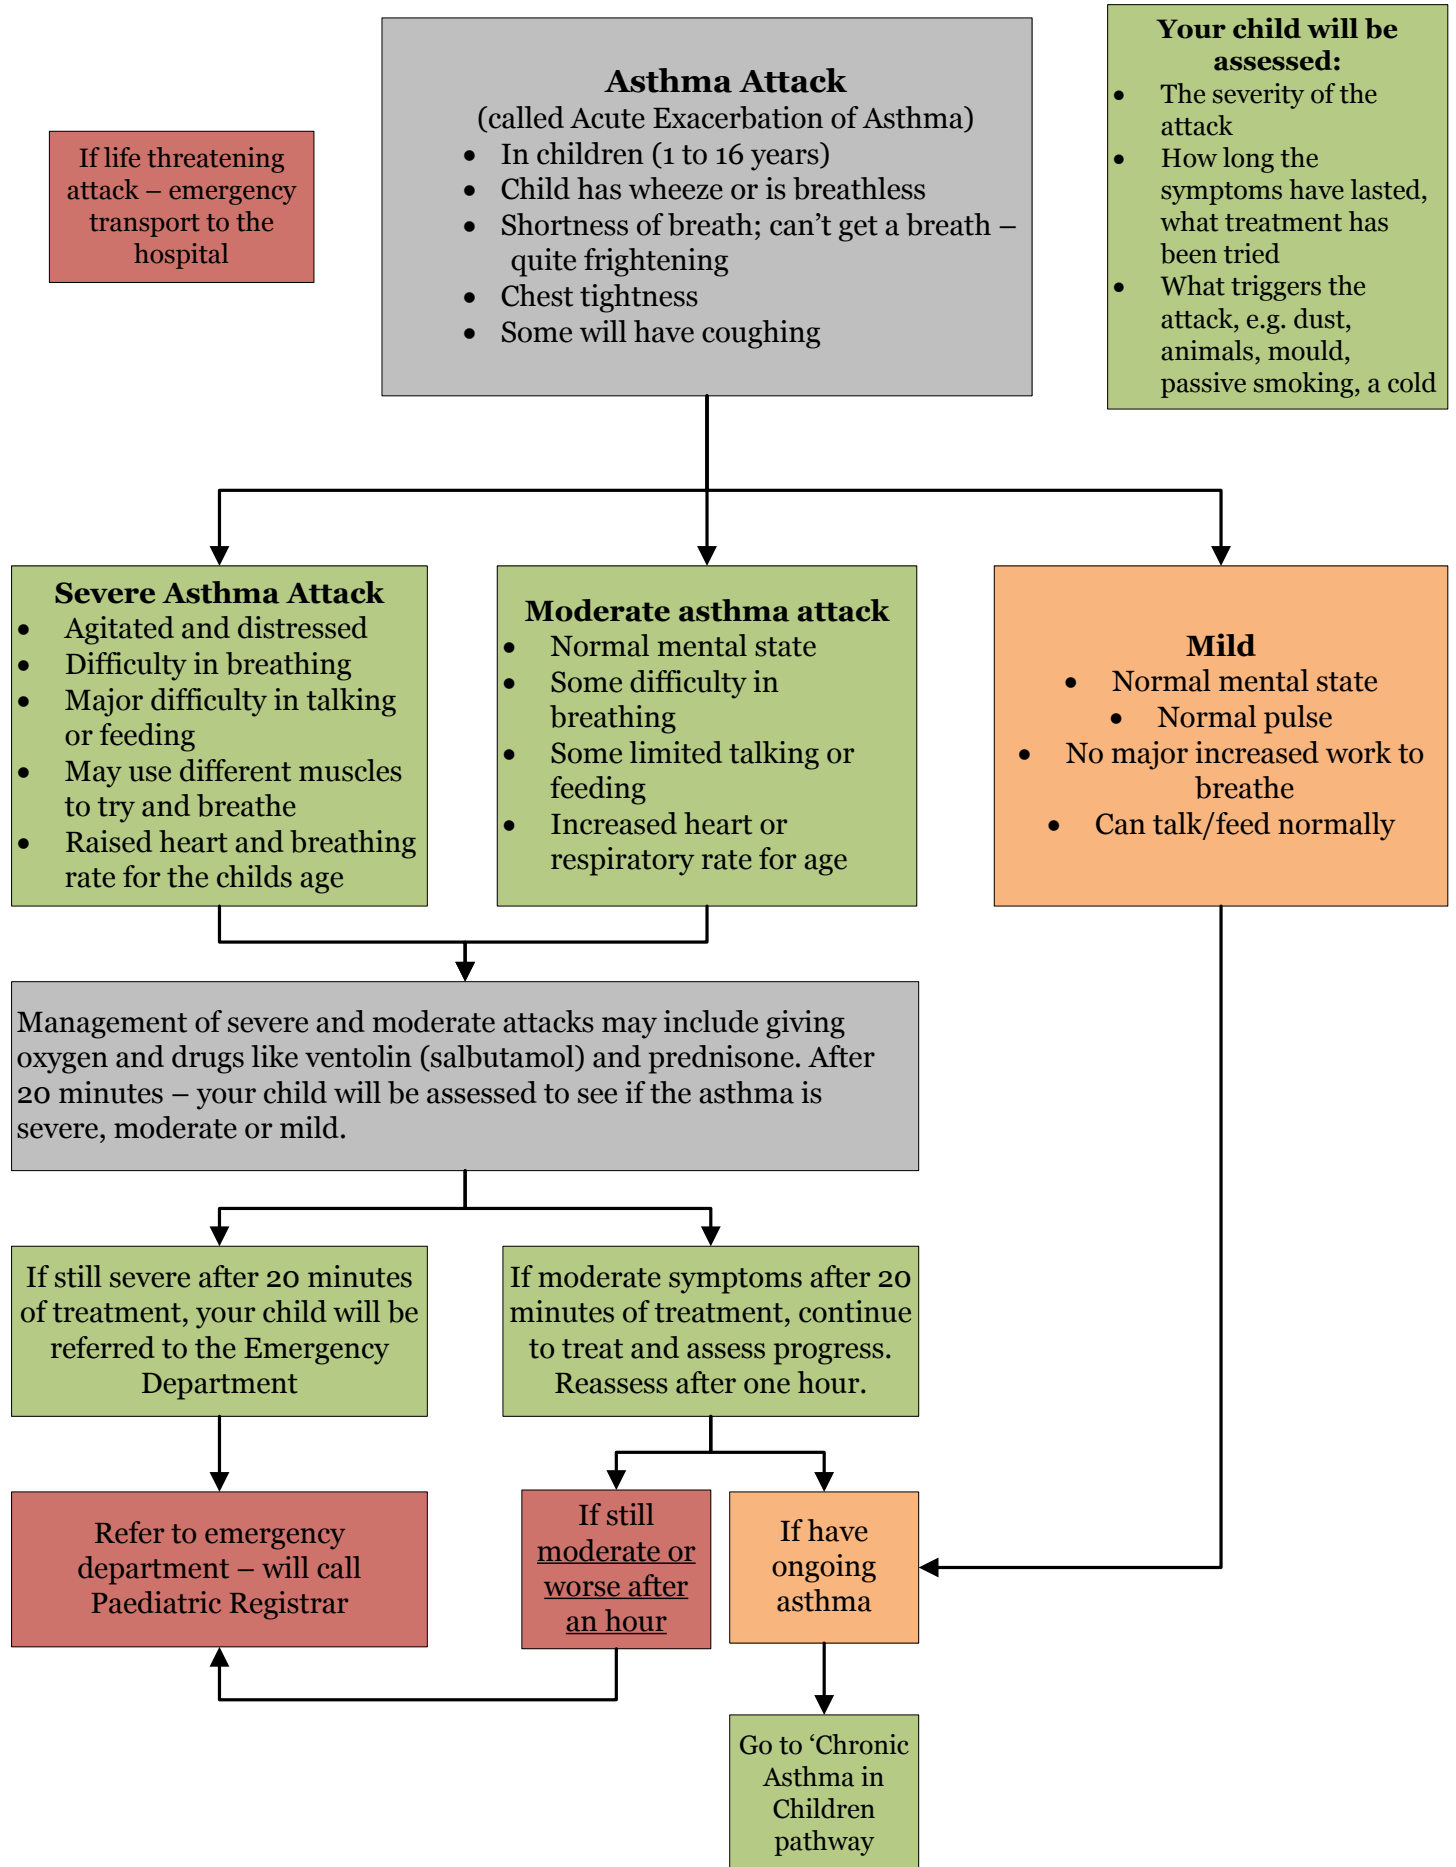 Asthma Attack
(called Acute Exacerbation of Asthma)
• In children (1 to 16 years)
• Child has wheeze or is breathless
• Shortness of breath; can’t get a breath –
quite frightening
• Chest tightness
• Some will have coughing
If life threatening
attack – emergency
transport to the
hospital
Your child will be
assessed:
• The severity of the
attack
• How long the
symptoms have lasted,
what treatment has
been tried
• What triggers the
attack, e.g. dust,
animals, mould,
passive smoking, a cold
Severe Asthma Attack
• Agitated and distressed
• Difficulty in breathing
• Major difficulty in talking
or feeding
• May use different muscles
to try and breathe
• Raised heart and breathing
rate for the childs age
Moderate asthma attack
• Normal mental state
• Some difficulty in
breathing
• Some limited talking or
feeding
• Increased heart or
respiratory rate for age
Mild
• Normal mental state
• Normal pulse
• No major increased work to
breathe
• Can talk/feed normally
Management of severe and moderate attacks may include giving
oxygen and drugs like ventolin (salbutamol) and prednisone. After
20 minutes – your child will be assessed to see if the asthma is
severe, moderate or mild.
If still severe after 20 minutes
of treatment, your child will be
referred to the Emergency
Department
If moderate symptoms after 20
minutes of treatment, continue
to treat and assess progress.
Reassess after one hour.
Refer to emergency
department – will call
Paediatric Registrar
If still
moderate or
worse after
an hour
If have
ongoing
asthma
Go to ‘Chronic
Asthma in
Children
pathway